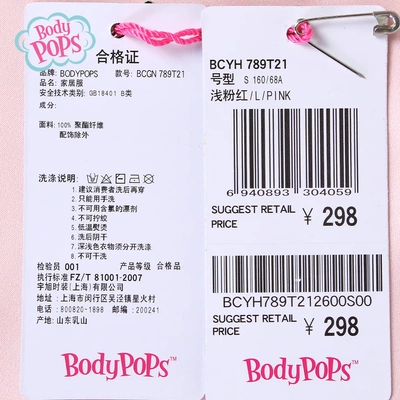 Body
POPS
合格证
品牌: BODYPOPS 款号: BCGN 789T21
品名: 家居服
安全技术类别: GB18401 B类
成分:
面料: 100% 聚酯纤维
配饰除外
洗涤说明:
1. 建议消费者洗后再穿
2. 只能用手洗
3. 不可用含氯的漂剂
4. 不可拧绞
5. 低温熨烫
6. 洗后阴干
7. 深浅色衣物须分开洗涤
8. 不可干洗
检验员 001 产品等级 合格品
执行标准 FZ/T 81001-2007
宇旭时装(上海)有限公司
地址: 上海市闵行区吴泾镇星火村
电话: 800820-1898 邮编: 200241
产地: 山东乳山
BodyPOPS™
BCYH 789T21
号型 S 160/68A
浅粉红/L/PINK
6 940893 304059
SUGGEST RETAIL
PRICE ¥ 298
BCYH789T212600S00
SUGGEST RETAIL
PRICE ¥ 298
BodyPOPS™